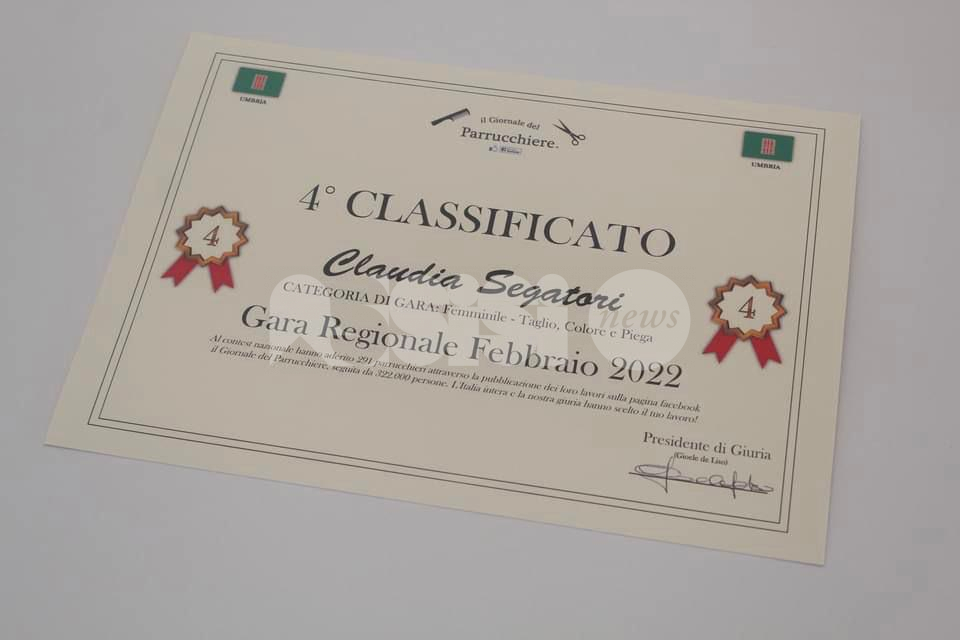 UMBRIA
il Giornale del
Parrucchiere
UMBRIA
4° CLASSIFICATO
4
Claudia Segatori
CATEGORIA DI GARA: Femminile - Taglio, Colore e Piega
4
Gara Regionale Febbraio 2022
Al contest nazionale hanno aderito 291 parrucchieri attraverso la pubblicazione dei loro lavori sulla pagina facebook
il Giornale del Parrucchiere, seguita da 322.000 persone. L'Italia intera e la nostra giuria hanno scelto il tuo lavoro!
Presidente di Giuria
(Gioele de Liso)
assisi news